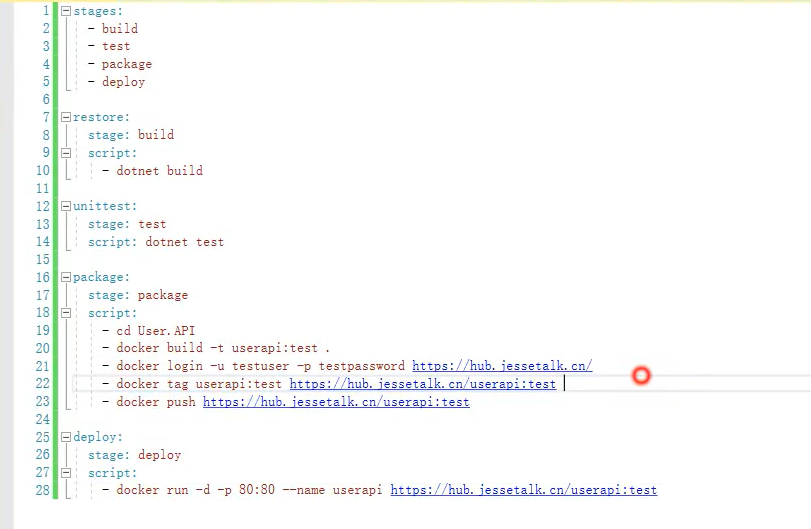 1 stages:
2 - build
3 - test
4 - package
5 - deploy
6
7 restore:
8 stage: build
9 script:
10 - dotnet build
11
12 unittest:
13 stage: test
14 script: dotnet test
15
16 package:
17 stage: package
18 script:
19 - cd User.API
20 - docker build -t userapi:test .
21 - docker login -u testuser -p testpassword https://hub.jessetalk.cn/
22 - docker tag userapi:test https://hub.jessetalk.cn/userapi:test
23 - docker push https://hub.jessetalk.cn/userapi:test
24
25 deploy:
26 stage: deploy
27 script:
28 - docker run -d -p 80:80 --name userapi https://hub.jessetalk.cn/userapi:test